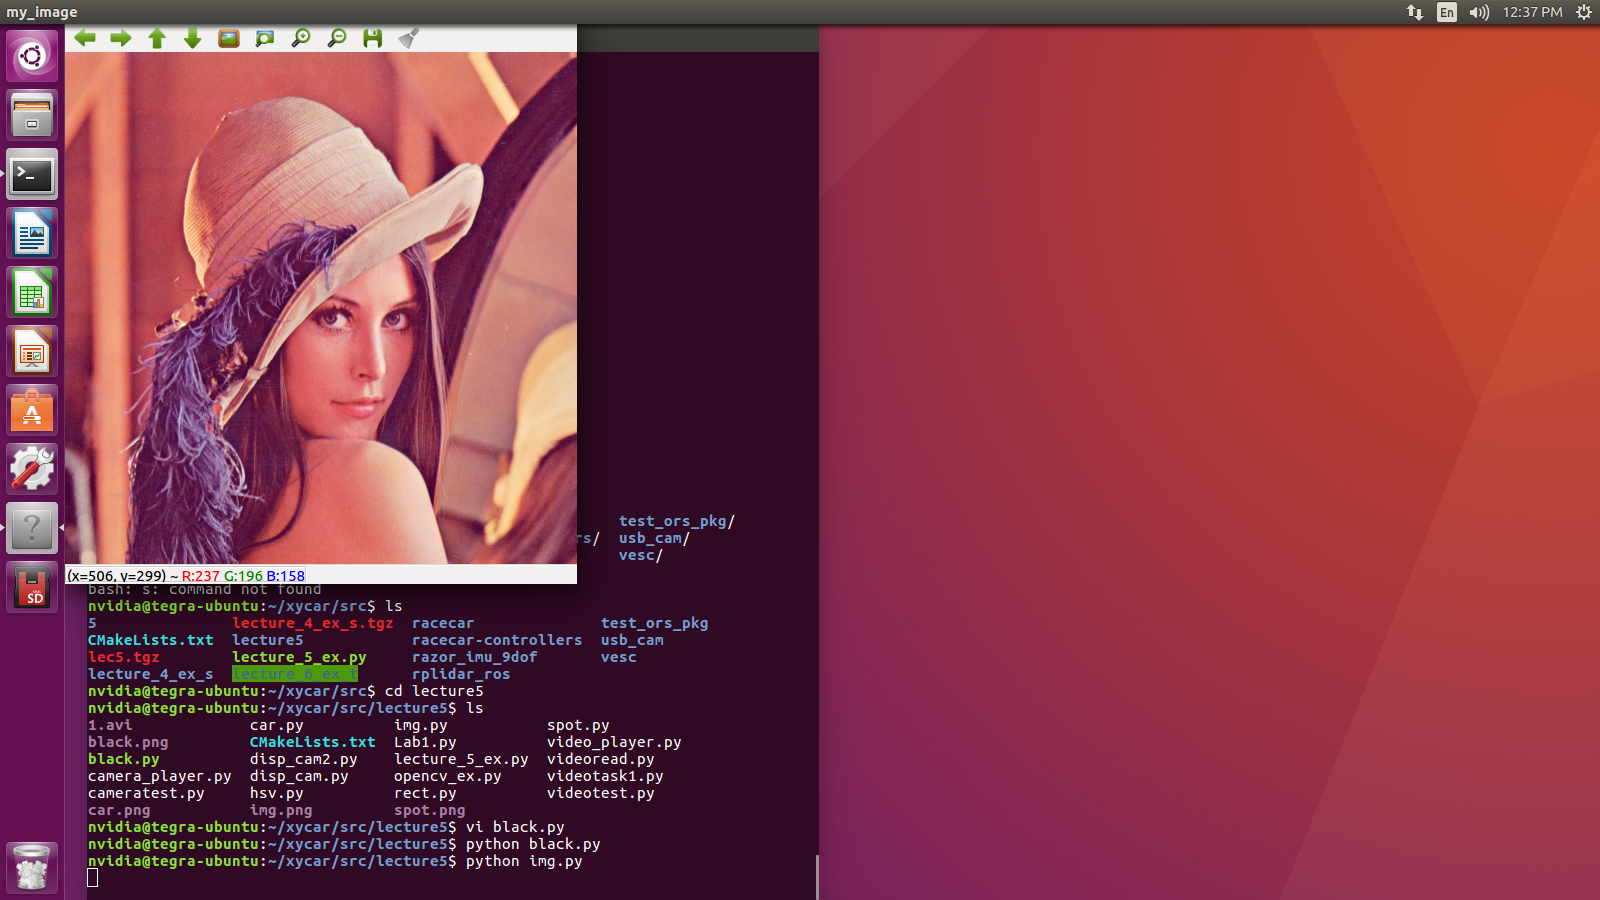 my_image
En
12:37 PM
(x=506, y=299) ~ R:237 G:196 B:158
test_ors_pkg/
rs/ usb_cam/
vesc/
bash: s: command not found
nvidia@tegra-ubuntu:~/xycar/src$ ls
5 lecture_4_ex_s.tgz racecar test_ors_pkg
CMakeLists.txt lecture5 racecar-controllers usb_cam
lec5.tgz lecture_5_ex.py razor_imu_9dof vesc
lecture_4_ex_s lecture_6_ex_t rplidar_ros
nvidia@tegra-ubuntu:~/xycar/src$ cd lecture5
nvidia@tegra-ubuntu:~/xycar/src/lecture5$ ls
1.avi car.py img.py spot.py
black.png CMakeLists.txt Lab1.py video_player.py
black.py disp_cam2.py lecture_5_ex.py videoread.py
camera_player.py disp_cam.py opencv_ex.py videotask1.py
cameratest.py hsv.py rect.py videotest.py
car.png img.png spot.png
nvidia@tegra-ubuntu:~/xycar/src/lecture5$ vi black.py
nvidia@tegra-ubuntu:~/xycar/src/lecture5$ python black.py
nvidia@tegra-ubuntu:~/xycar/src/lecture5$ python img.py
SD